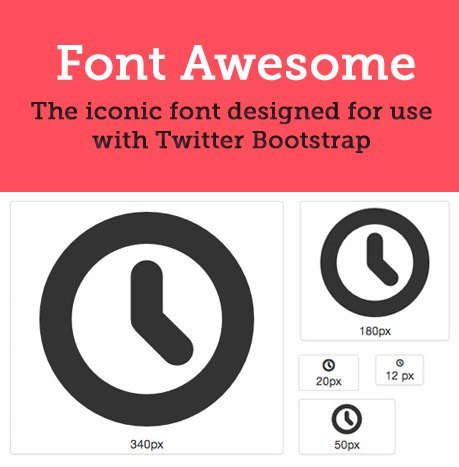 Font Awesome
The iconic font designed for use
with Twitter Bootstrap
340px
180px
20px
12 px
50px